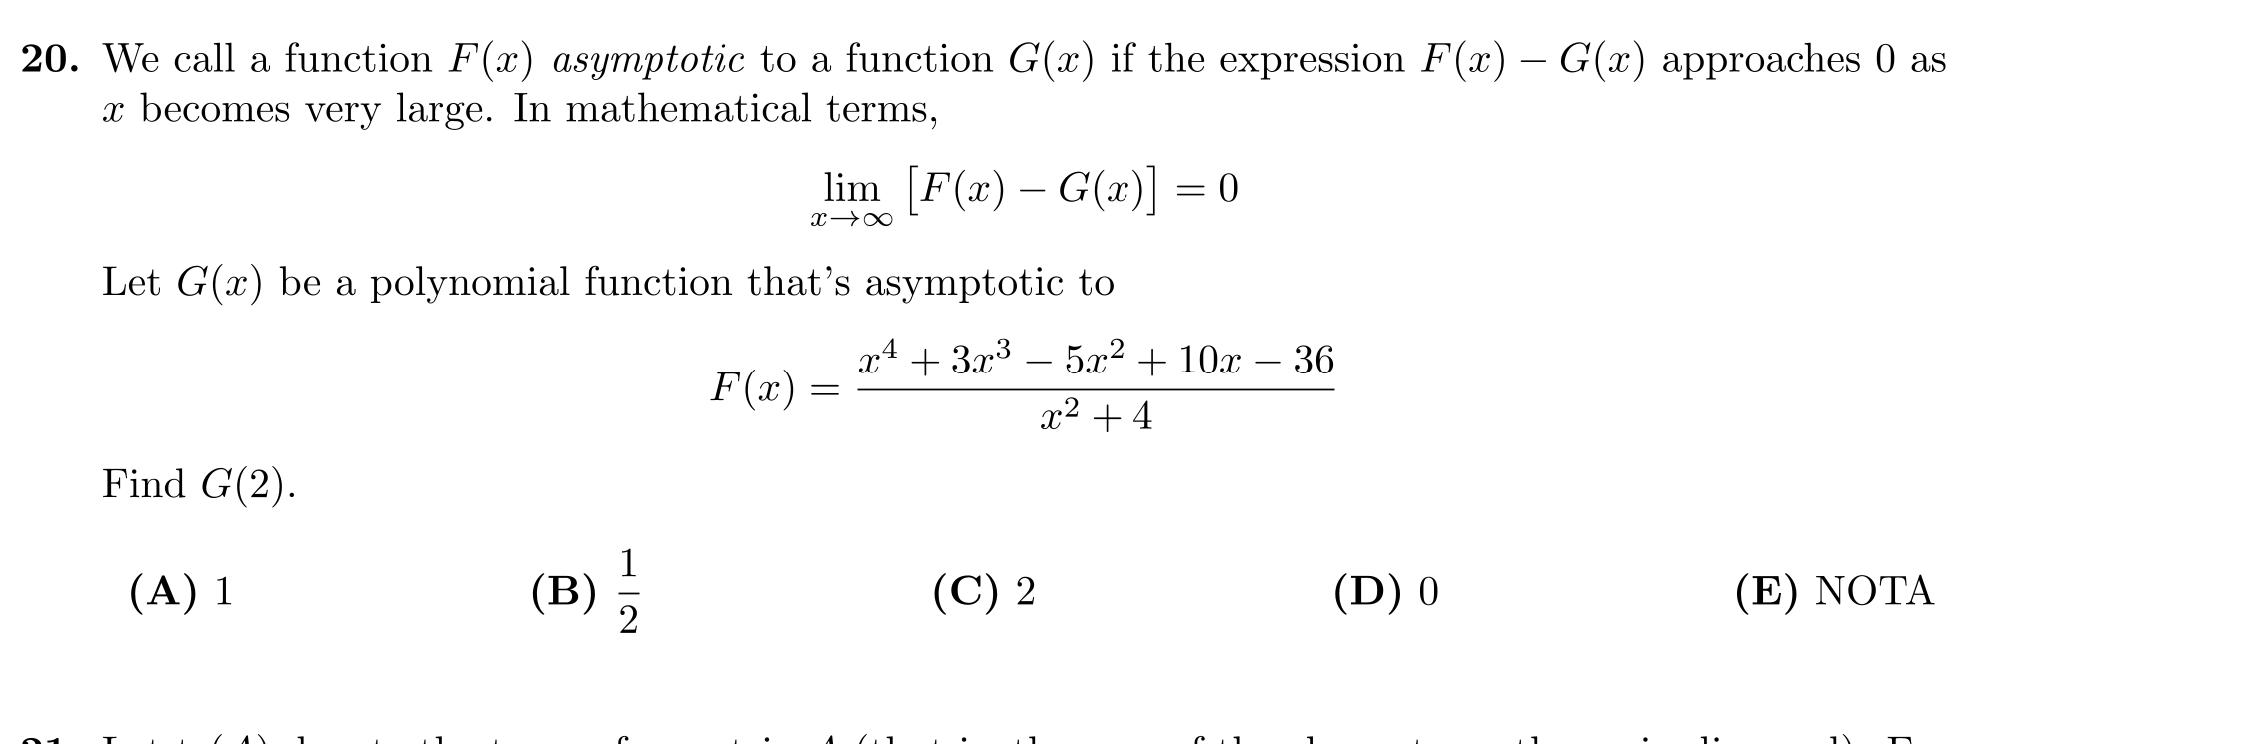 20. We call a function F(x) asymptotic to a function G(x) if the expression F(x) − G(x) approaches 0 as
x becomes very large. In mathematical terms,
lim x→∞ [F(x) − G(x)] = 0
Let G(x) be a polynomial function that's asymptotic to
F(x) = (x⁴ + 3x³ − 5x² + 10x − 36) / (x² + 4)
Find G(2).
(A) 1 (B) 1/2 (C) 2 (D) 0 (E) NOTA